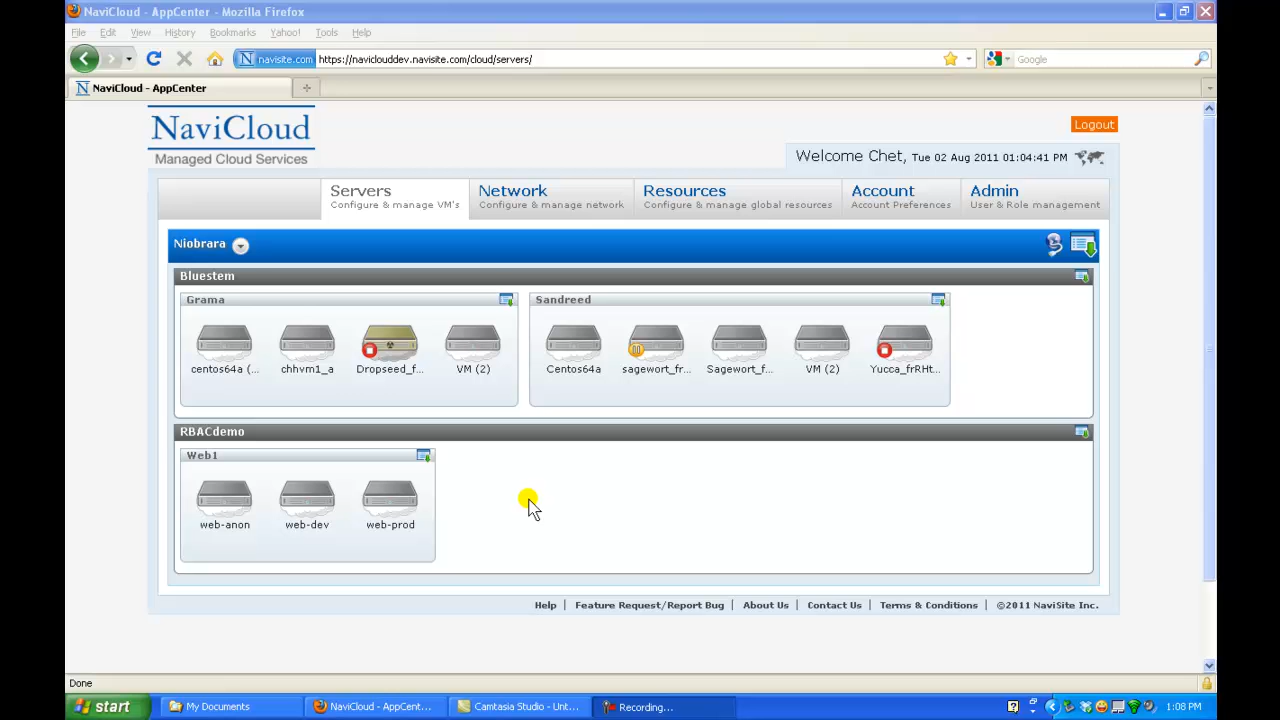 NaviCloud - AppCenter - Mozilla Firefox
File Edit View History Bookmarks Yahoo! Tools Help
N navisite.com https://naviclouddev.navisite.com/cloud/servers/ Google
N NaviCloud - AppCenter
NaviCloud
Managed Cloud Services
Logout
Welcome Chet, Tue 02 Aug 2011 01:04:41 PM
Servers Network Resources Account Admin
Configure & manage VM's Configure & manage network Configure & manage global resources Account Preferences User & Role management
Niobrara
Bluestem
Grama Sandreed
centos64a (... chhvm1_a Dropseed_f... VM (2) Centos64a sagewort_fr... Sagewort_f... VM (2) Yucca_frRHt...
RBACdemo
Web1
web-anon web-dev web-prod
Help | Feature Request/Report Bug | About Us | Contact Us | Terms & Conditions | ©2011 NaviSite Inc.
Done
start My Documents NaviCloud - AppCent... Camtasia Studio - Unt... Recording... 1:08 PM